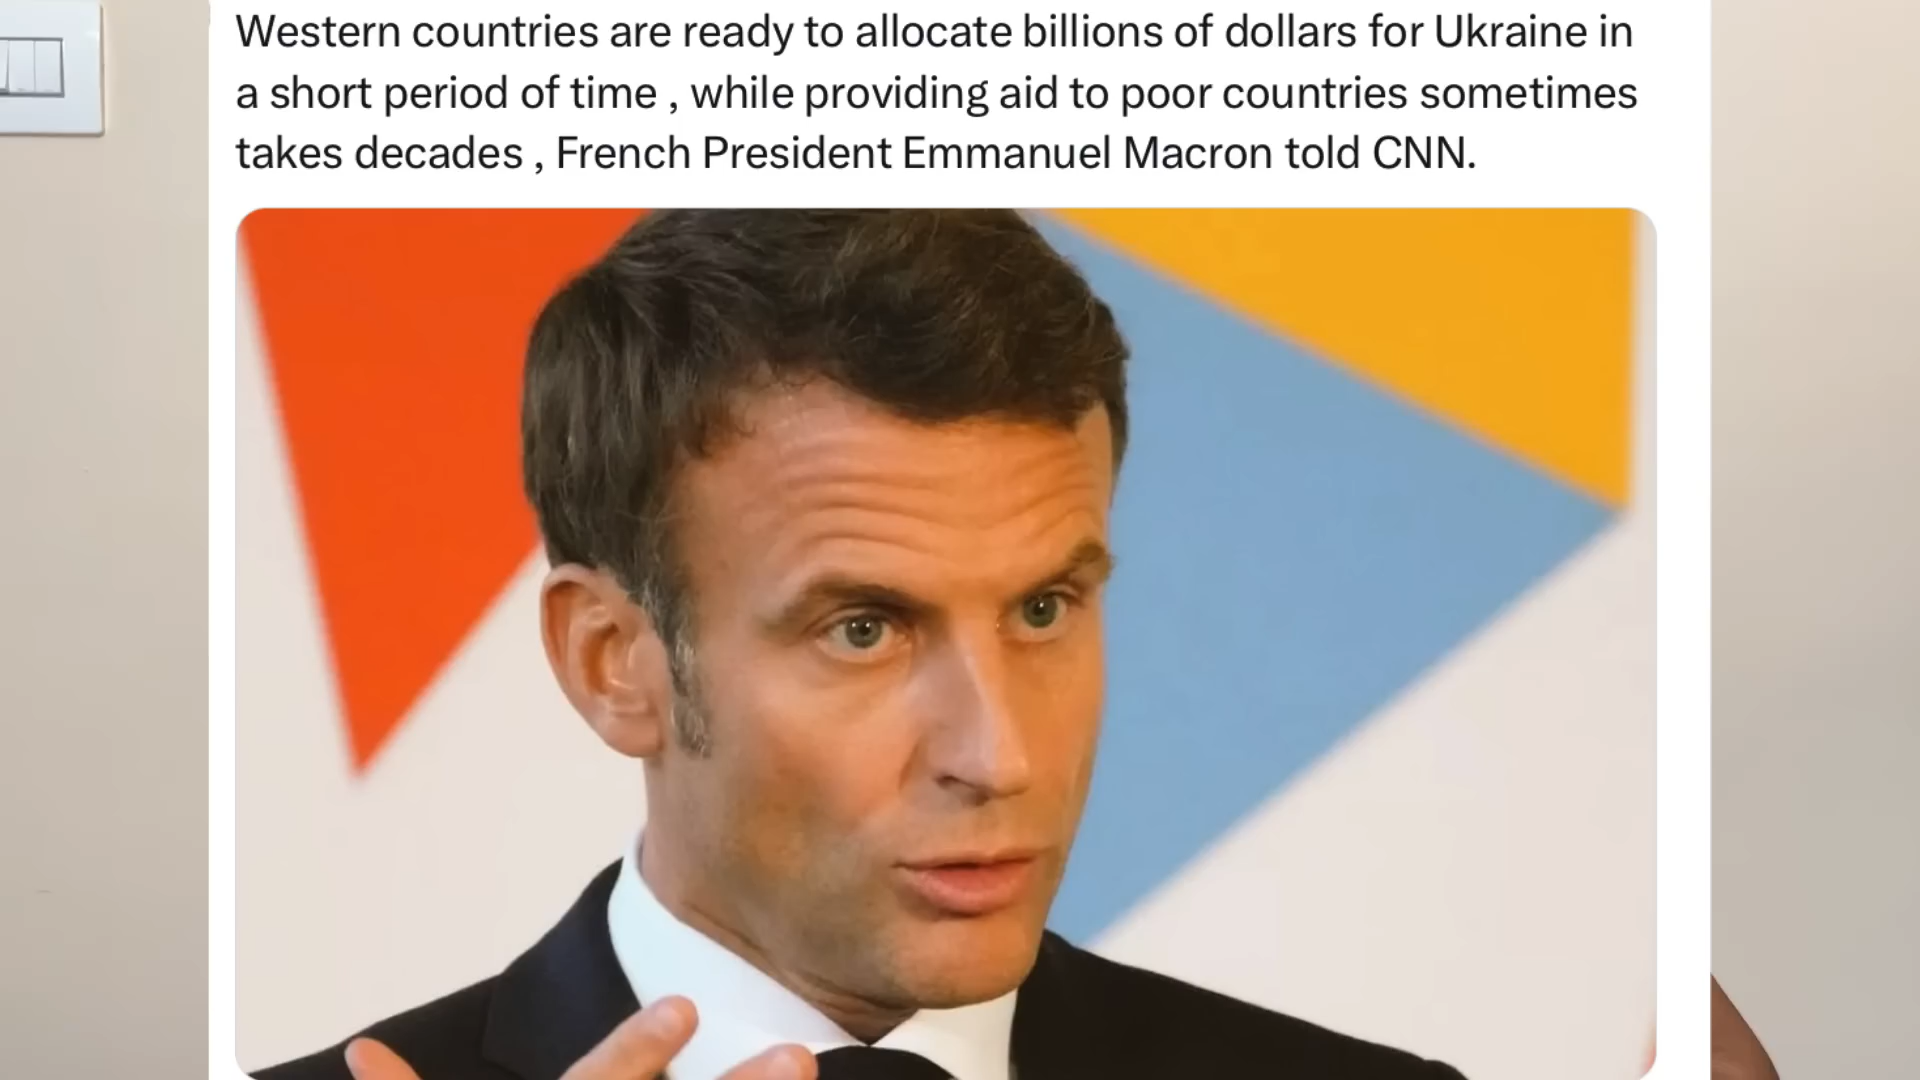 Western countries are ready to allocate billions of dollars for Ukraine in
a short period of time , while providing aid to poor countries sometimes
takes decades , French President Emmanuel Macron told CNN.